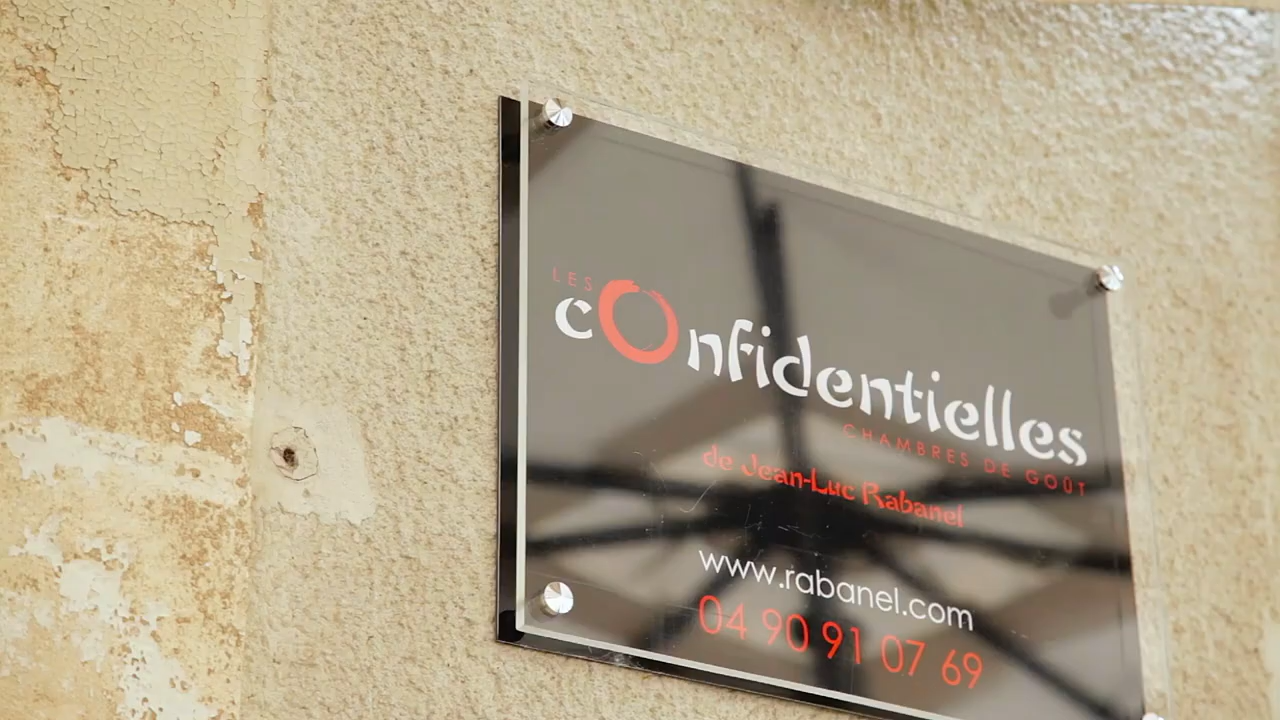 LES
cOnfidentielles
CHAMBRES DE GOÛT
de Jean-Luc Rabanel
www.rabanel.com
04 90 91 07 69